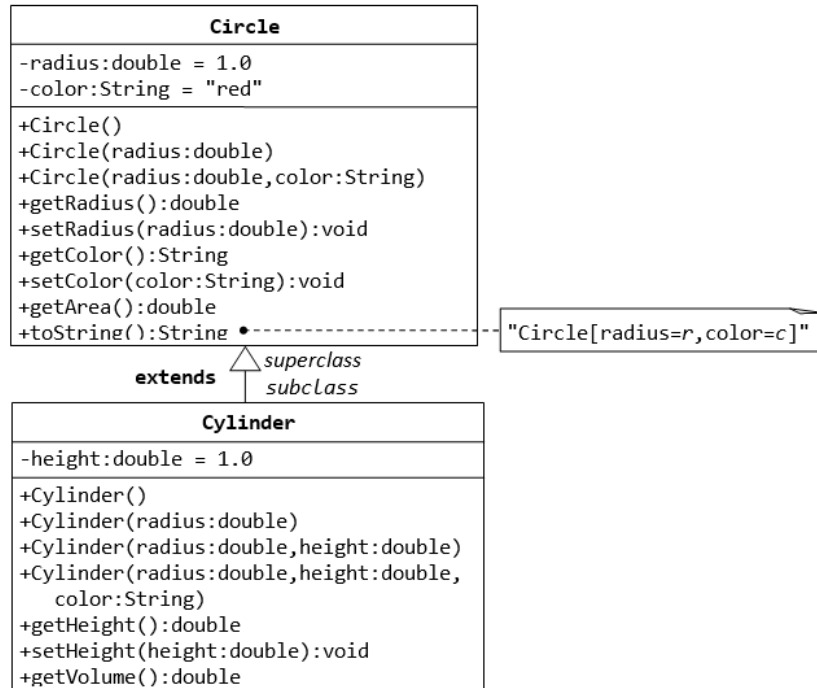 Circle
-radius:double = 1.0
-color:String = "red"
+Circle()
+Circle(radius:double)
+Circle(radius:double,color:String)
+getRadius():double
+setRadius(radius:double):void
+getColor():String
+setColor(color:String):void
+getArea():double
+toString():String
"Circle[radius=r,color=c]"
superclass
extends
subclass
Cylinder
-height:double = 1.0
+Cylinder()
+Cylinder(radius:double)
+Cylinder(radius:double,height:double)
+Cylinder(radius:double,height:double,
color:String)
+getHeight():double
+setHeight(height:double):void
+getVolume():double